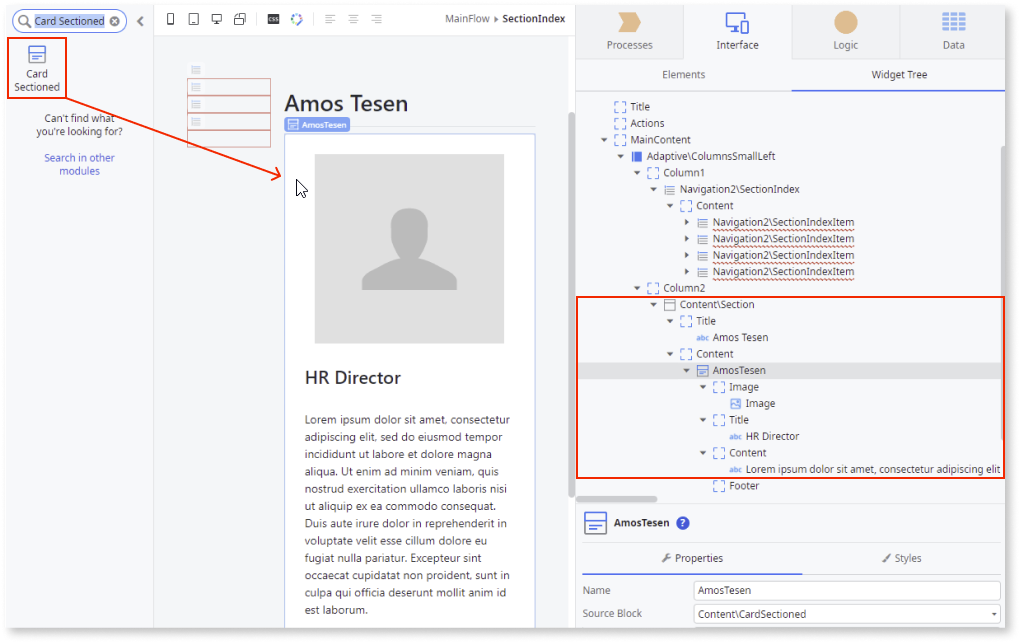 Card Sectioned
Card
Sectioned
Can't find what
you're looking for?
Search in other
modules
CSS
MainFlow ▸ SectionIndex
Amos Tesen
AmosTesen
HR Director
Lorem ipsum dolor sit amet, consectetur
adipiscing elit, sed do eiusmod tempor
incididunt ut labore et dolore magna
aliqua. Ut enim ad minim veniam, quis
nostrud exercitation ullamco laboris nisi
ut aliquip ex ea commodo consequat.
Duis aute irure dolor in reprehenderit in
voluptate velit esse cillum dolore eu
fugiat nulla pariatur. Excepteur sint
occaecat cupidatat non proident, sunt in
culpa qui officia deserunt mollit anim id
est laborum.
Processes
Interface
Logic
Data
Elements
Widget Tree
Title
Actions
MainContent
Adaptive\ColumnsSmallLeft
Column1
Navigation2\SectionIndex
Content
Navigation2\SectionIndexItem
Navigation2\SectionIndexItem
Navigation2\SectionIndexItem
Navigation2\SectionIndexItem
Column2
Content\Section
Title
abc Amos Tesen
Content
AmosTesen
Image
Image
Title
abc HR Director
Content
abc Lorem ipsum dolor sit amet, consectetur adipiscing elit
Footer
AmosTesen ?
Properties
Styles
Name
AmosTesen
Source Block
Content\CardSectioned